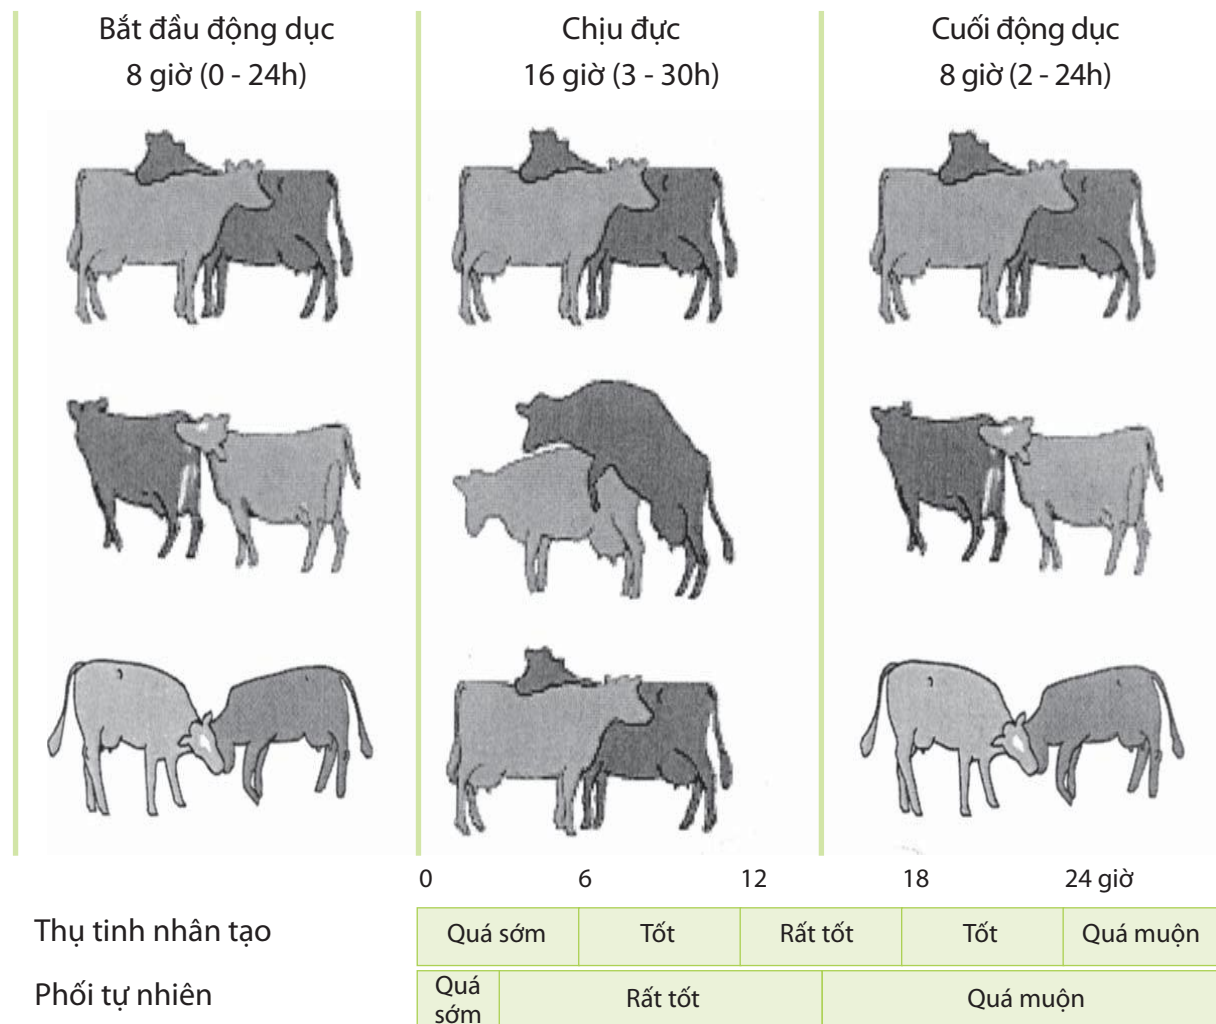 Bắt đầu động dục
8 giờ (0 - 24h)
Chịu đực
16 giờ (3 - 30h)
Cuối động dục
8 giờ (2 - 24h)
0 6 12 18 24 giờ
Thụ tinh nhân tạo
Quá sớm Tốt Rất tốt Tốt Quá muộn
Phối tự nhiên
Quá
sớm
Rất tốt Quá muộn